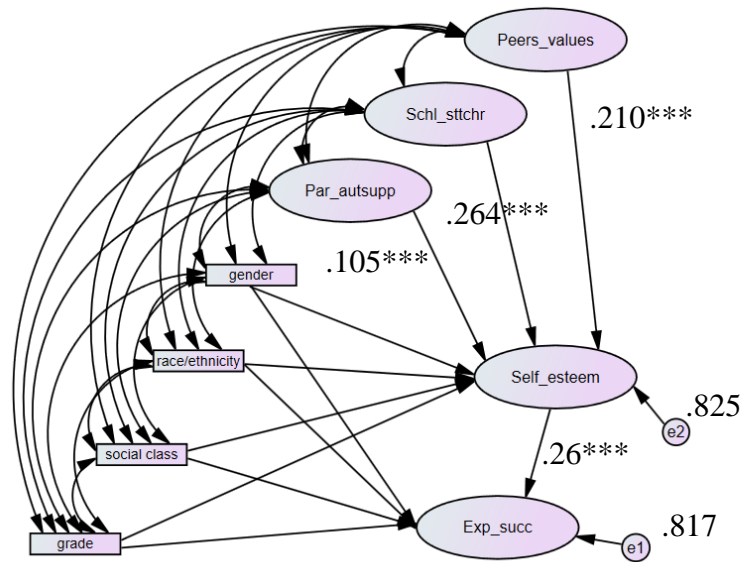 Peers_values
Schl_sttchr
.210***
Par_autsupp
.264***
.105***
gender
race/ethnicity
Self_esteem
.825
e2
social class
.26***
Exp_succ
.817
e1
grade